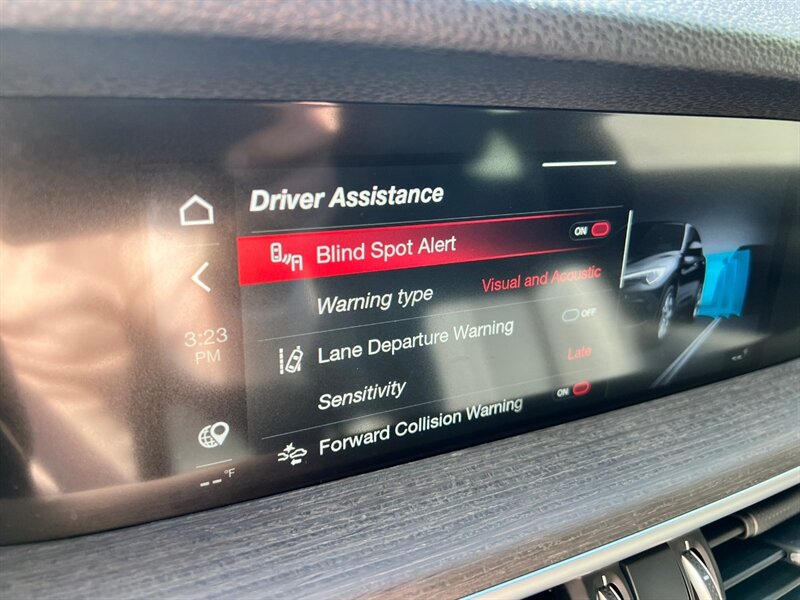 Driver Assistance
Blind Spot Alert ON
Warning type Visual and Acoustic
Lane Departure Warning OFF
Sensitivity Late
Forward Collision Warning ON
3:23
PM
-- °F
--°F